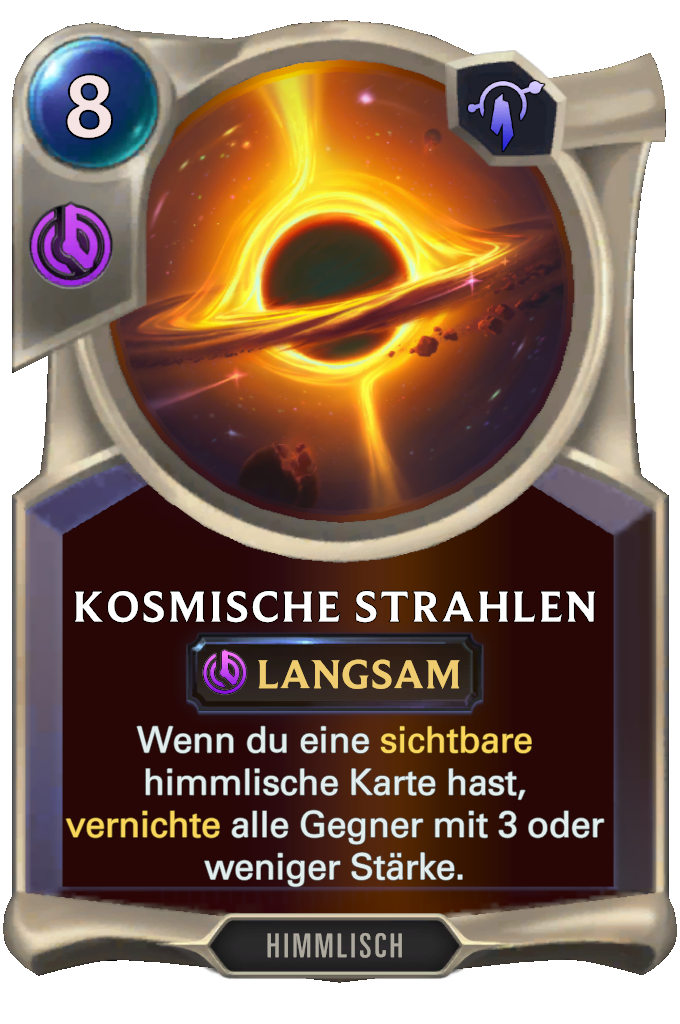 8
KOSMISCHE STRAHLEN
LANGSAM
Wenn du eine sichtbare
himmlische Karte hast,
vernichte alle Gegner mit 3 oder
weniger Stärke.
HIMMLISCH